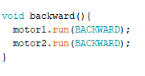 void backward(){
  motor1.run(BACKWARD);
  motor2.run(BACKWARD);
}